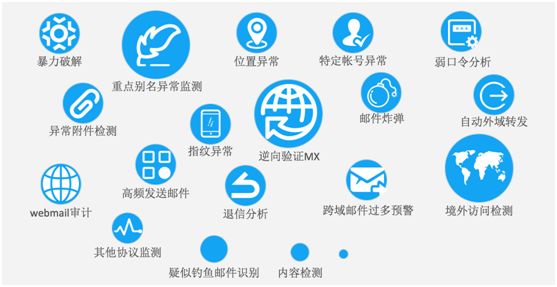 暴力破解
重点别名异常监测
位置异常
特定帐号异常
弱口令分析
异常附件检测
指纹异常
逆向验证MX
邮件炸弹
自动外域转发
webmail审计
高频发送邮件
退信分析
跨域邮件过多预警
境外访问检测
其他协议监测
疑似钓鱼邮件识别
内容检测